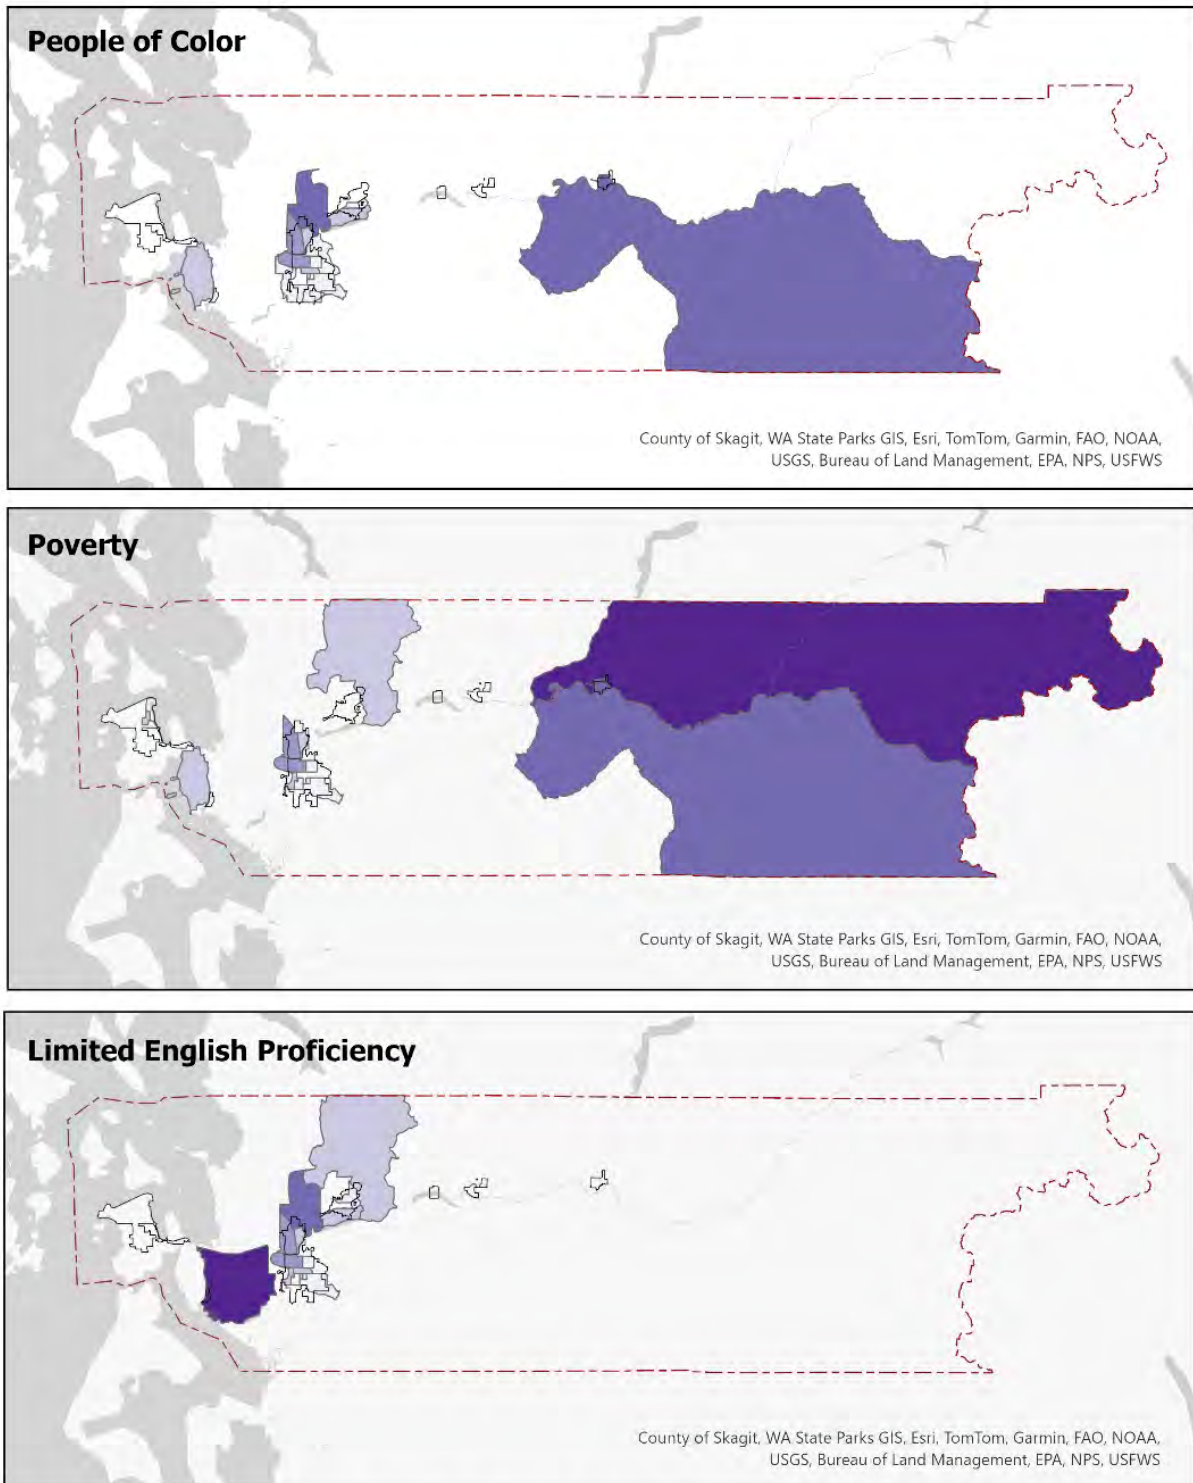 People of Color
County of Skagit, WA State Parks GIS, Esri, TomTom, Garmin, FAO, NOAA,
USGS, Bureau of Land Management, EPA, NPS, USFWS
Poverty
County of Skagit, WA State Parks GIS, Esri, TomTom, Garmin, FAO, NOAA,
USGS, Bureau of Land Management, EPA, NPS, USFWS
Limited English Proficiency
County of Skagit, WA State Parks GIS, Esri, TomTom, Garmin, FAO, NOAA,
USGS, Bureau of Land Management, EPA, NPS, USFWS